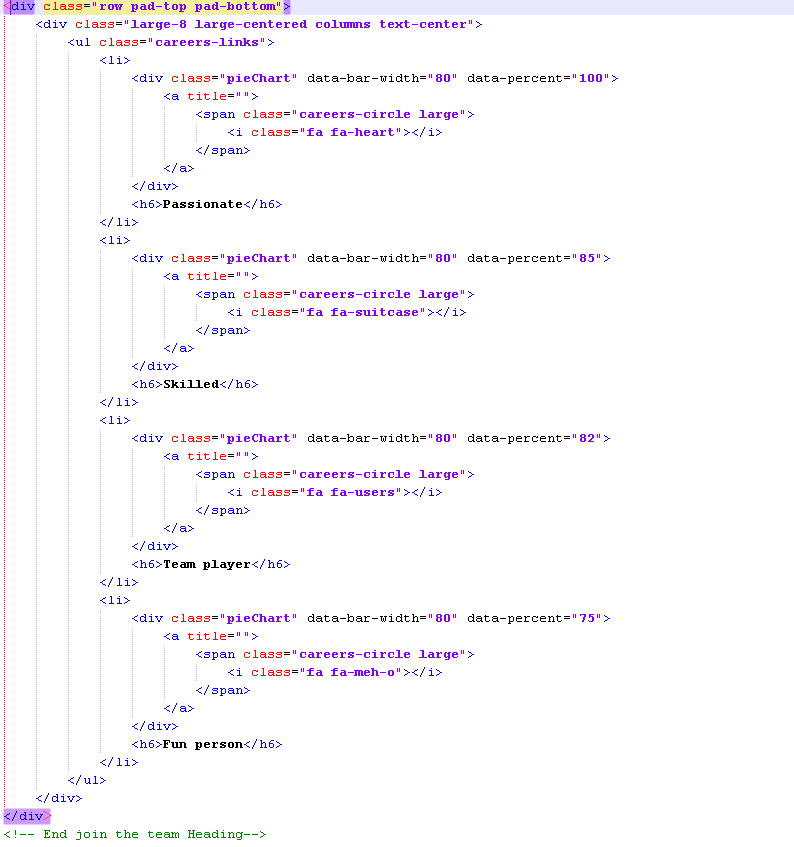 <div class="row pad-top pad-bottom">
<div class="large-8 large-centered columns text-center">
<ul class="careers-links">
<li>
<div class="pieChart" data-bar-width="80" data-percent="100">
<a title="">
<span class="careers-circle large">
<i class="fa fa-heart"></i>
</span>
</a>
</div>
<h6>Passionate</h6>
</li>
<li>
<div class="pieChart" data-bar-width="80" data-percent="85">
<a title="">
<span class="careers-circle large">
<i class="fa fa-suitcase"></i>
</span>
</a>
</div>
<h6>Skilled</h6>
</li>
<li>
<div class="pieChart" data-bar-width="80" data-percent="82">
<a title="">
<span class="careers-circle large">
<i class="fa fa-users"></i>
</span>
</a>
</div>
<h6>Team player</h6>
</li>
<li>
<div class="pieChart" data-bar-width="80" data-percent="75">
<a title="">
<span class="careers-circle large">
<i class="fa fa-meh-o"></i>
</span>
</a>
</div>
<h6>Fun person</h6>
</li>
</ul>
</div>
</div>
<!-- End join the team Heading-->